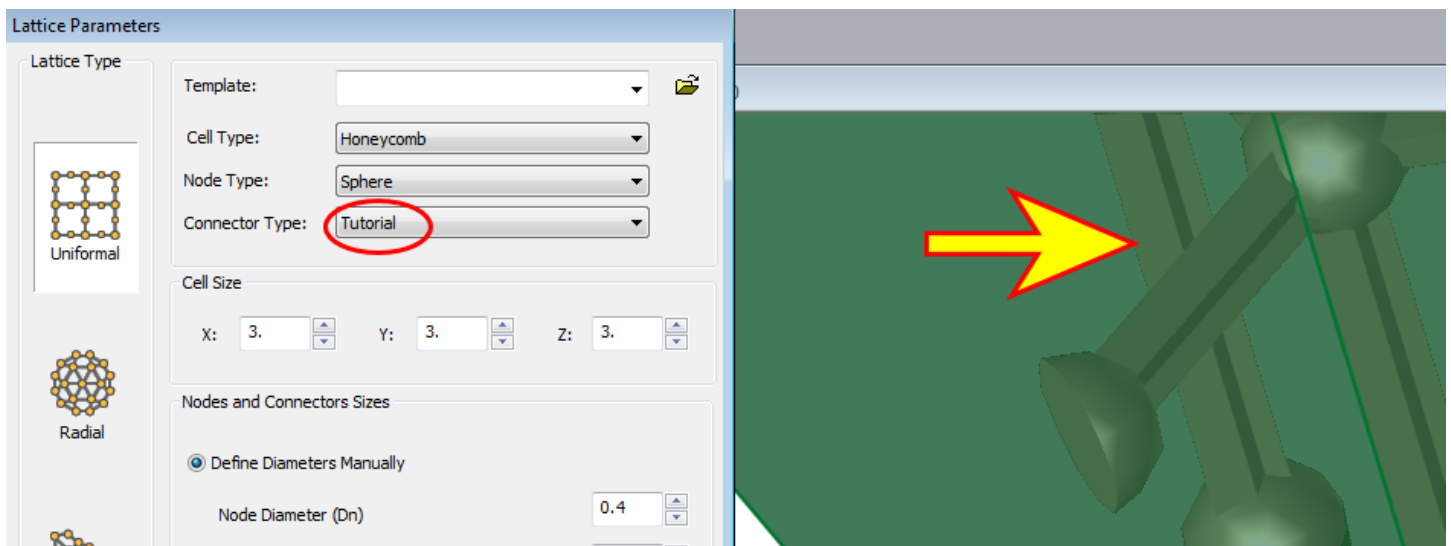 Lattice Parameters
Lattice Type
Template:
Cell Type: Honeycomb
Node Type: Sphere
Connector Type: Tutorial
Uniformal
Cell Size
X: 3. Y: 3. Z: 3.
Radial
Nodes and Connectors Sizes
Define Diameters Manually
Node Diameter (Dn) 0.4